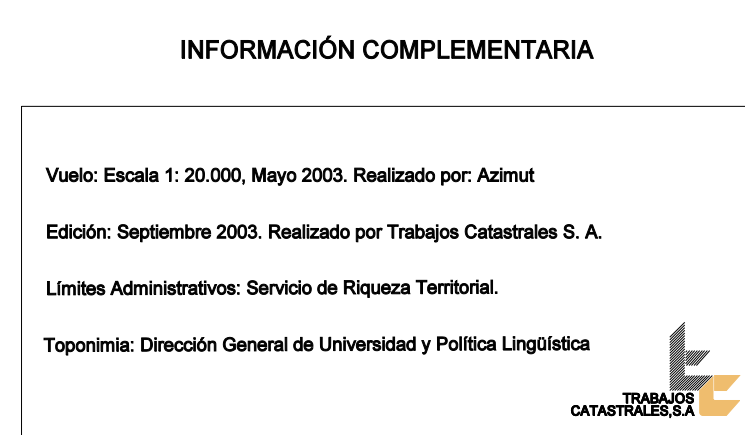 INFORMACIÓN COMPLEMENTARIA
Vuelo: Escala 1: 20.000, Mayo 2003. Realizado por: Azimut
Edición: Septiembre 2003. Realizado por Trabajos Catastrales S. A.
Límites Administrativos: Servicio de Riqueza Territorial.
Toponimia: Dirección General de Universidad y Política Lingüística
TRABAJOS
CATASTRALES,S.A